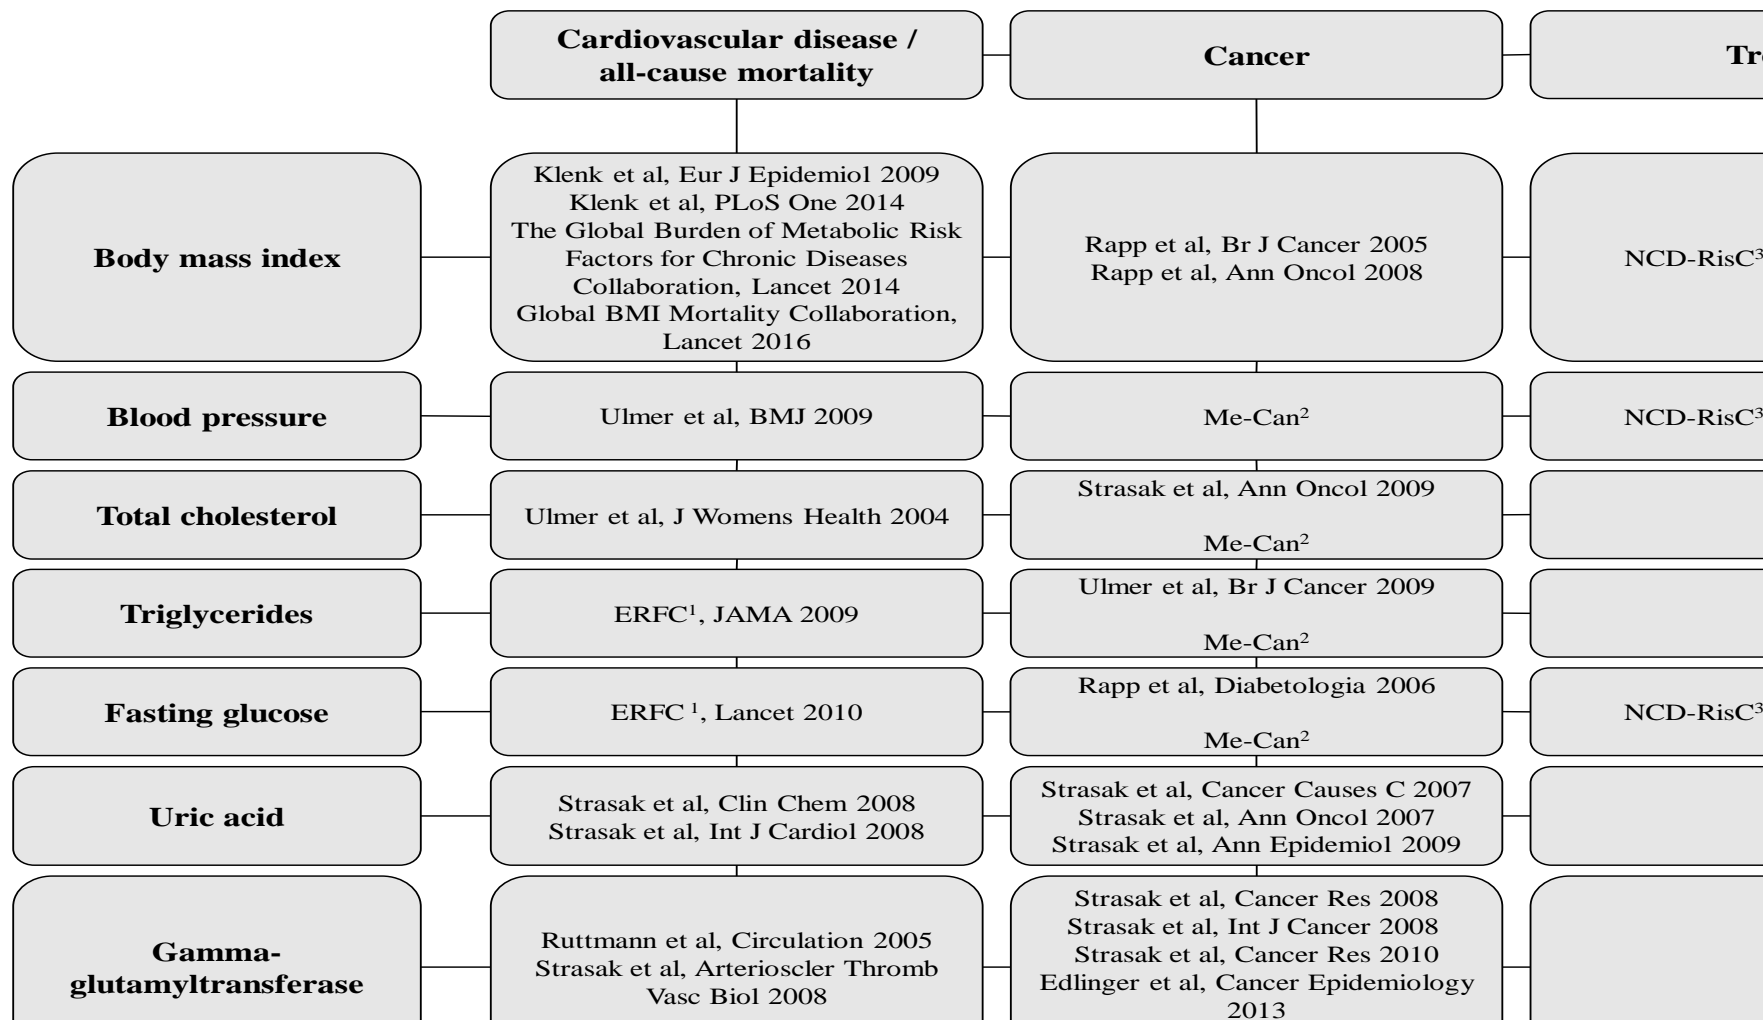 Cardiovascular disease /
all-cause mortality
Cancer
Body mass index
Klenk et al, Eur J Epidemiol 2009
Klenk et al, PLoS One 2014
The Global Burden of Metabolic Risk
Factors for Chronic Diseases
Collaboration, Lancet 2014
Global BMI Mortality Collaboration,
Lancet 2016
Rapp et al, Br J Cancer 2005
Rapp et al, Ann Oncol 2008
NCD-RisC³
Blood pressure
Ulmer et al, BMJ 2009
Me-Can²
NCD-RisC³
Total cholesterol
Ulmer et al, J Womens Health 2004
Strasak et al, Ann Oncol 2009
Me-Can²
Triglycerides
ERFC¹, JAMA 2009
Ulmer et al, Br J Cancer 2009
Me-Can²
Fasting glucose
ERFC ¹, Lancet 2010
Rapp et al, Diabetologia 2006
Me-Can²
NCD-RisC³
Uric acid
Strasak et al, Clin Chem 2008
Strasak et al, Int J Cardiol 2008
Strasak et al, Cancer Causes C 2007
Strasak et al, Ann Oncol 2007
Strasak et al, Ann Epidemiol 2009
Gamma-
glutamyltransferase
Ruttmann et al, Circulation 2005
Strasak et al, Arterioscler Thromb
Vasc Biol 2008
Strasak et al, Cancer Res 2008
Strasak et al, Int J Cancer 2008
Strasak et al, Cancer Res 2010
Edlinger et al, Cancer Epidemiology
2013